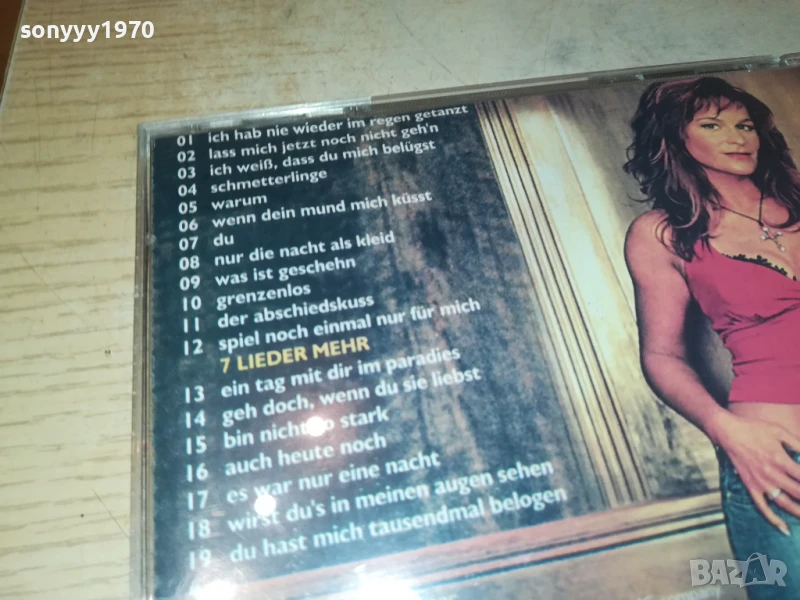 sonyyy1970
01 ich hab nie wieder im regen getanzt
02 lass mich jetzt noch nicht geh'n
03 ich weiß, dass du mich belügst
04 schmetterlinge
05 warum
06 wenn dein mund mich küsst
07 du
08 nur die nacht als kleid
09 was ist geschehn
10 grenzenlos
11 der abschiedskuss
12 spiel noch einmal nur für mich
7 LIEDER MEHR
13 ein tag mit dir im paradies
14 geh doch, wenn du sie liebst
15 bin nicht so stark
16 auch heute noch
17 es war nur eine nacht
18 wirst du's in meinen augen sehen
19 du hast mich tausendmal belogen
BAZAR